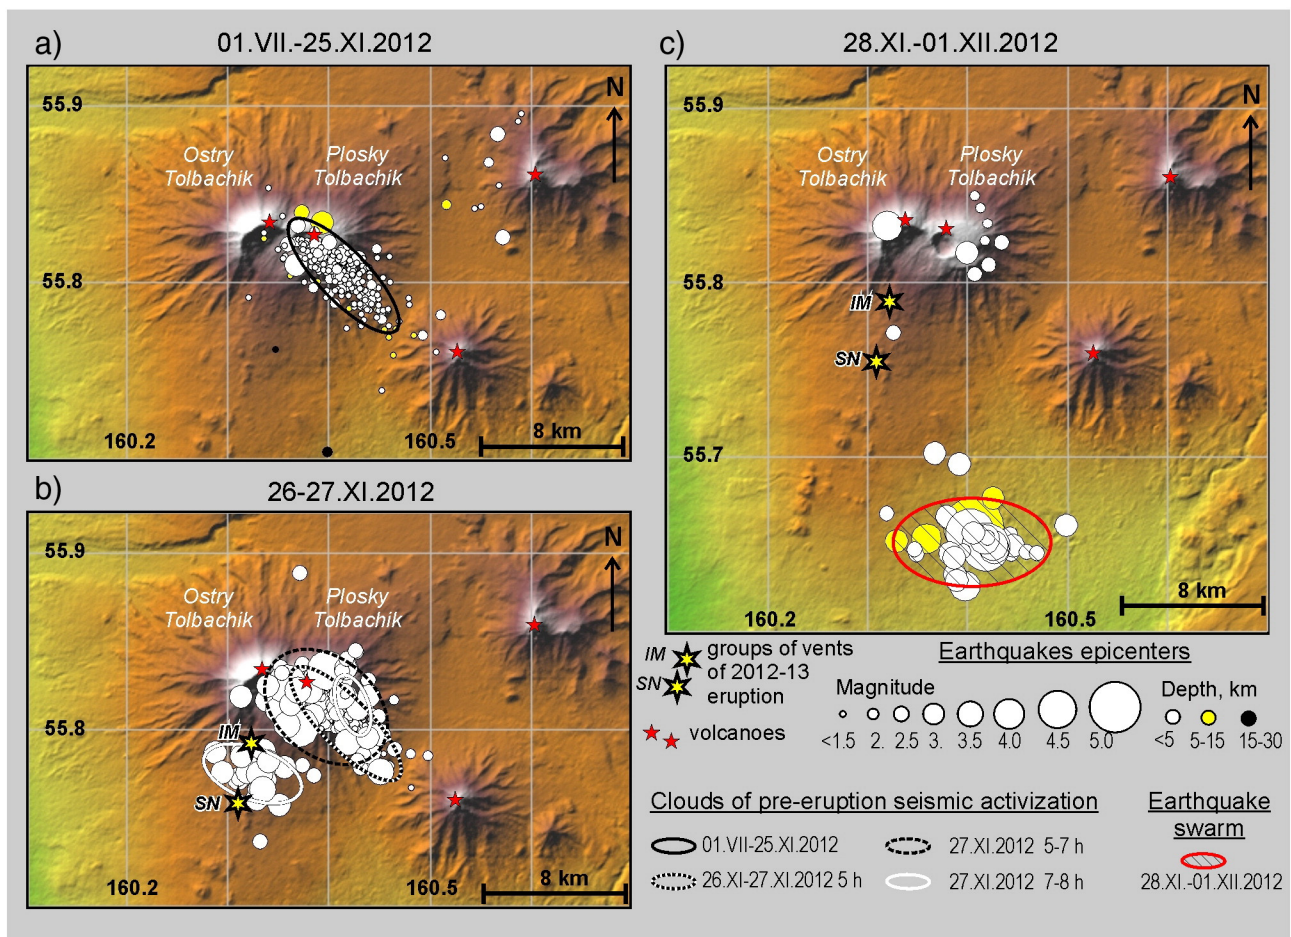 a)
01.VII.-25.XI.2012
55.9
N
Ostry
Tolbachik
Plosky
Tolbachik
55.8
160.2
160.5
8 km
b)
26-27.XI.2012
55.9
N
Ostry
Tolbachik
Plosky
Tolbachik
IM
55.8
SN
160.2
160.5
8 km
c)
28.XI.-01.XII.2012
55.9
N
Ostry
Tolbachik
Plosky
Tolbachik
55.8
IM
SN
55.7
160.2
160.5
8 km
IM
SN
groups of vents
of 2012-13
eruption
volcanoes
Earthquakes epicenters
Magnitude
<1.5 2. 2.5 3. 3.5 4.0 4.5 5.0
Depth, km
<5 5-15 15-30
Clouds of pre-eruption seismic activization
01.VII-25.XI.2012
27.XI.2012 5-7 h
26.XI-27.XI.2012 5 h
27.XI.2012 7-8 h
Earthquake
swarm
28.XI.-01.XII.2012